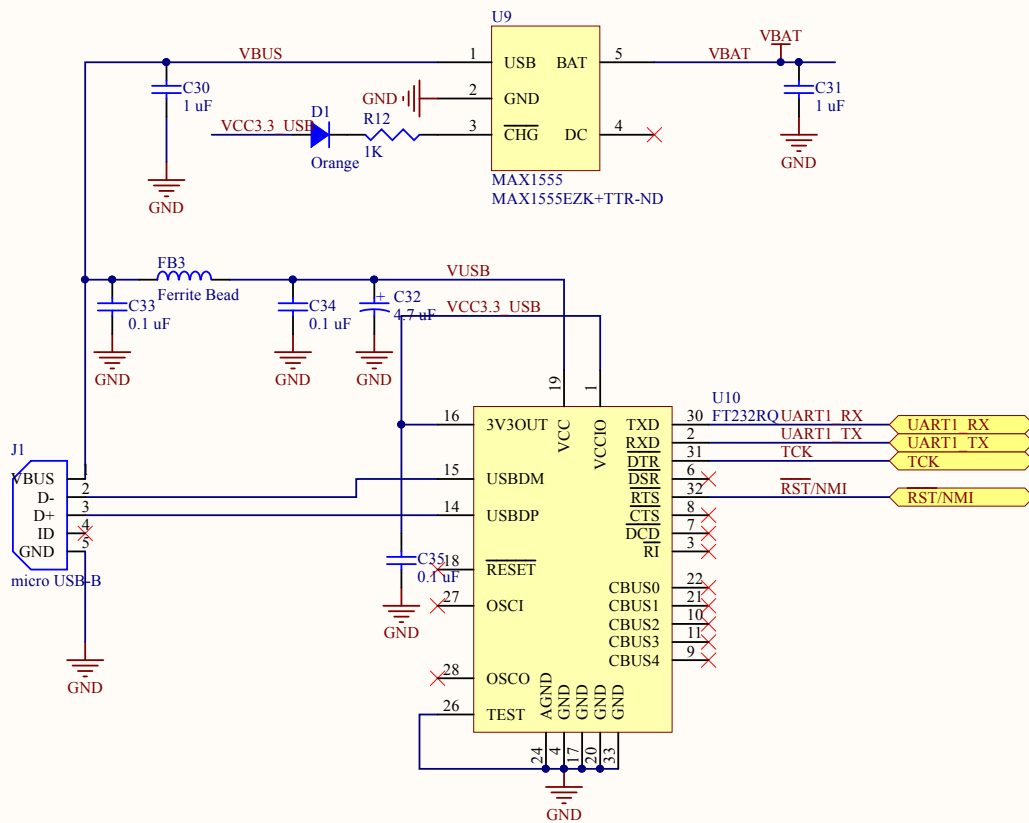 U9
VBUS
1
USB
BAT
5
VBAT
VBAT
C30
1 uF
GND
2
GND
C31
1 uF
D1
R12
VCC3.3_USB
3
CHG
DC
4
Orange
1K
GND
MAX1555
MAX1555EZK+TTR-ND
GND
FB3
VUSB
Ferrite Bead
C33
0.1 uF
C34
0.1 uF
C32
4.7 uF
+
VCC3.3_USB
GND
GND
GND
19
1
U10
FT232RQ
16
3V3OUT
VCC
VCCIO
TXD
30
UART1_RX
UART1_RX
RXD
2
UART1_TX
UART1_TX
DTR
31
TCK
TCK
J1
15
USBDM
DSR
6
VBUS
1
RTS
32
RST/NMI
RST/NMI
D-
2
14
USBDP
CTS
8
D+
3
DCD
7
ID
4
RI
3
GND
5
micro USB-B
C35
0.1 uF
18
RESET
CBUS0
22
27
OSCI
CBUS1
21
GND
CBUS2
10
CBUS3
11
CBUS4
9
28
OSCO
26
TEST
AGND
GND
GND
GND
GND
GND
24
4
17
20
33
GND